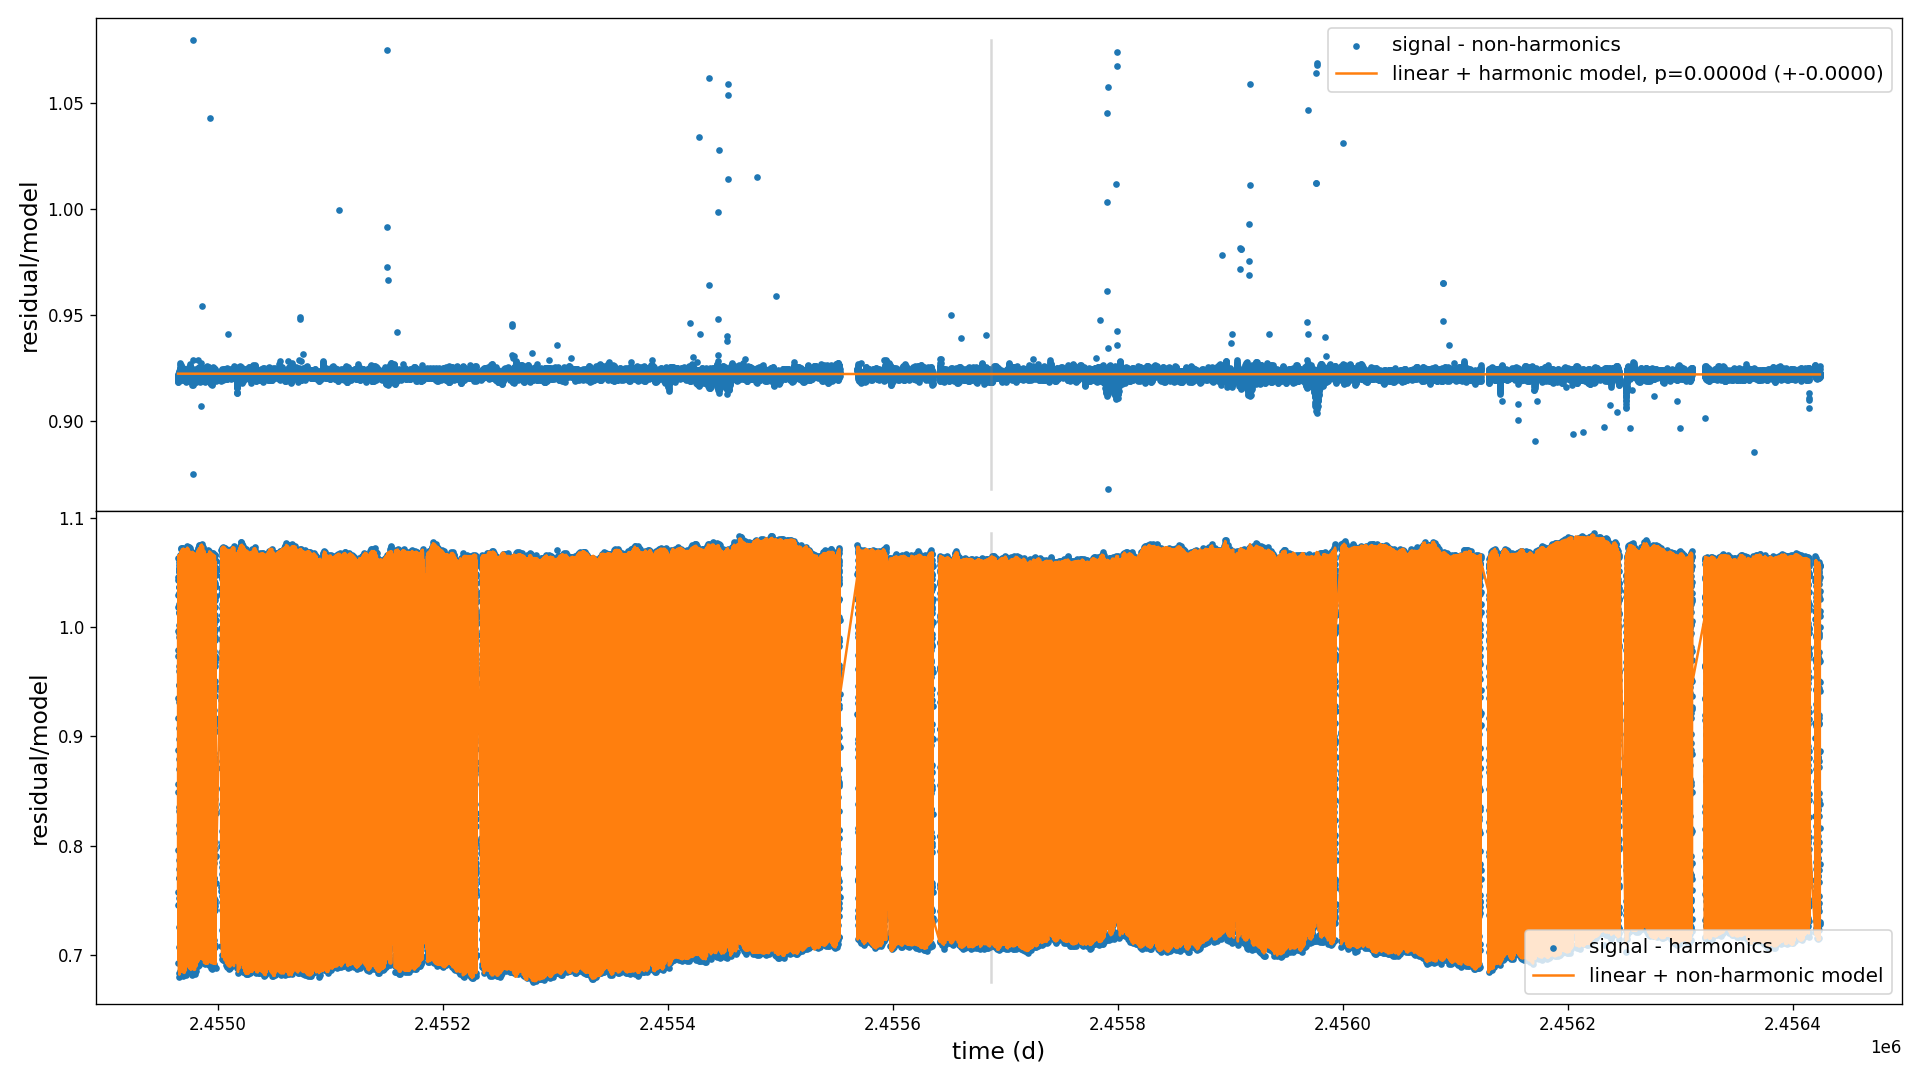 signal - non-harmonics
linear + harmonic model, p=0.0000d (+-0.0000)
residual/model
1.05
1.00
0.95
0.90
1.1
1.0
0.9
0.8
0.7
residual/model
signal - harmonics
linear + non-harmonic model
2.4550
2.4552
2.4554
2.4556
2.4558
2.4560
2.4562
2.4564
time (d)
1e6